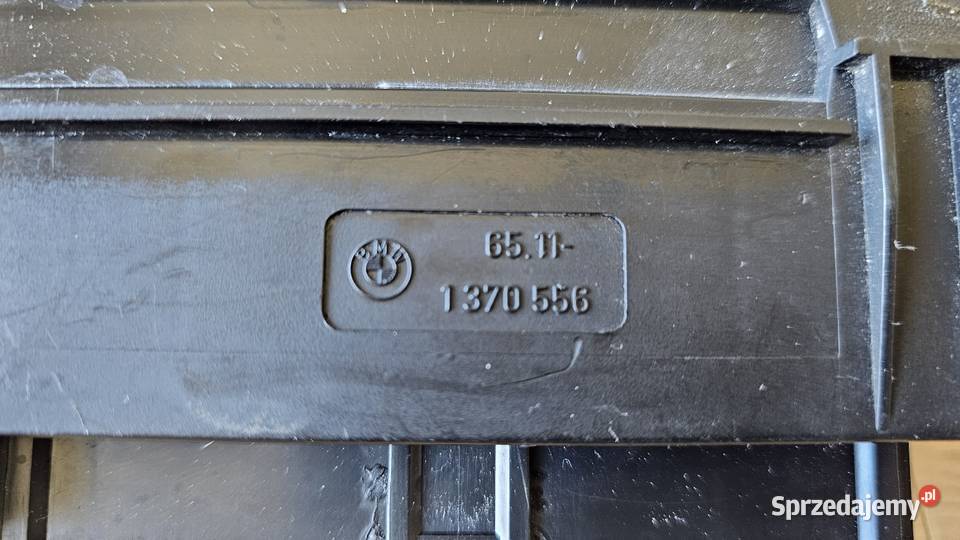 BMW
65.11-
1 370 556
Sprzedajemy.pl